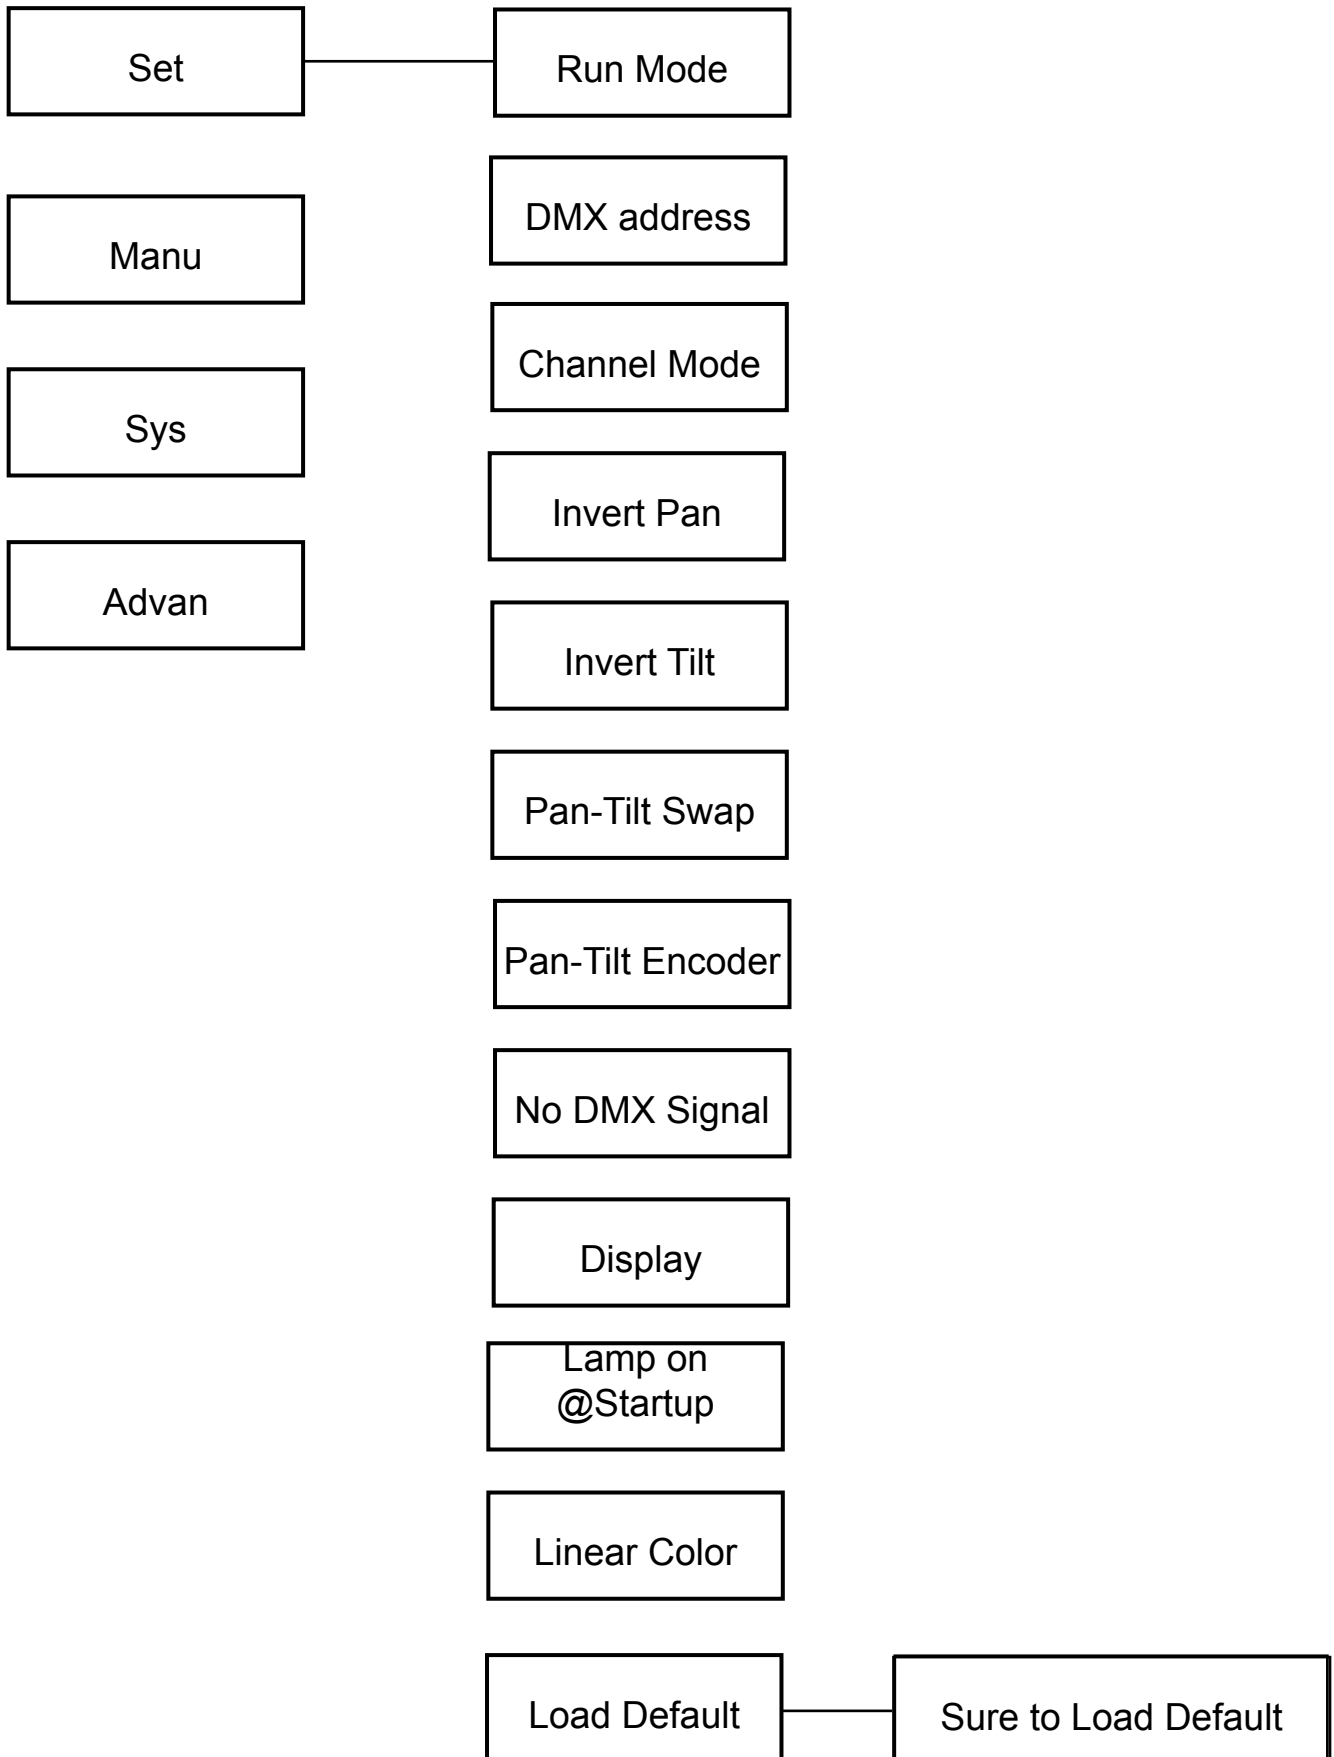 Set
Run Mode
DMX address
Manu
Channel Mode
Sys
Invert Pan
Advan
Invert Tilt
Pan-Tilt Swap
Pan-Tilt Encoder
No DMX Signal
Display
Lamp on
@Startup
Linear Color
Load Default
Sure to Load Default